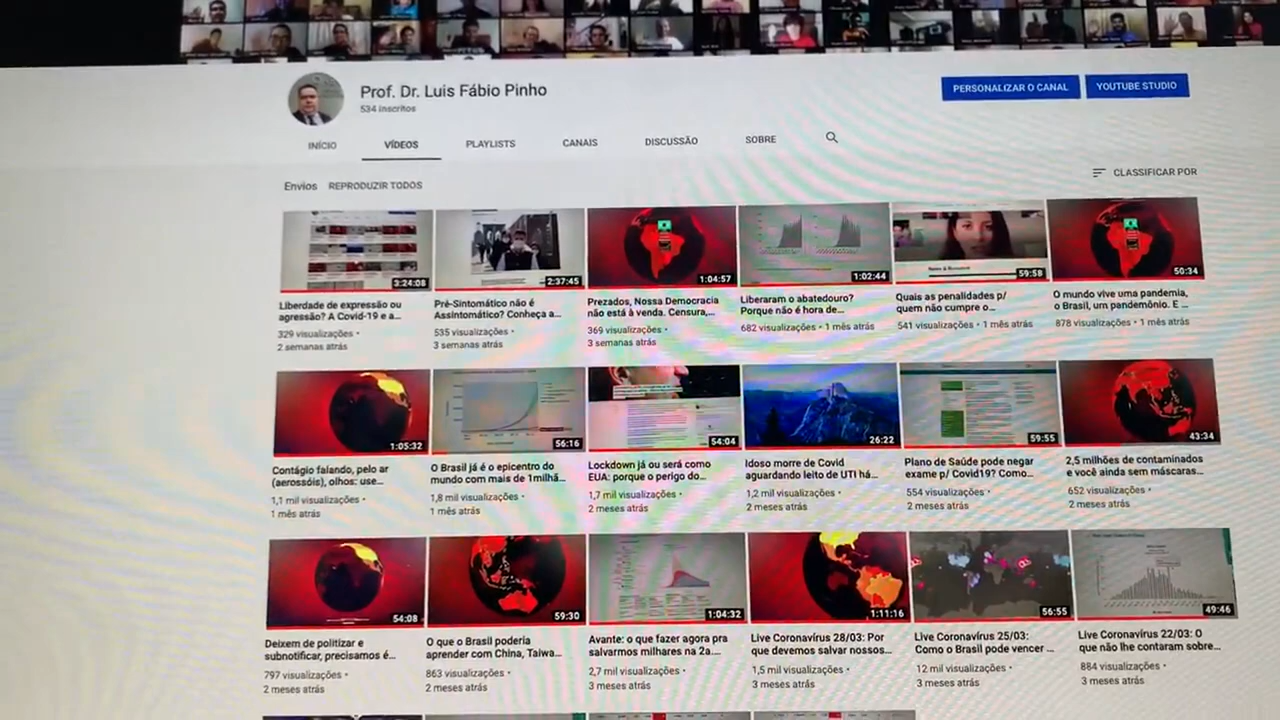 Prof. Dr. Luis Fábio Pinho
534 inscritos
PERSONALIZAR O CANAL
YOUTUBE STUDIO
INÍCIO
VÍDEOS
PLAYLISTS
CANAIS
DISCUSSÃO
SOBRE
Envios
REPRODUZIR TODOS
CLASSIFICAR POR
3:24:08
2:37:45
1:04:57
1:02:44
59:58
50:34
Liberdade de expressão ou
agressão? A Covid-19 e a...
329 visualizações •
2 semanas atrás
Pré-Sintomático não é
Assintomático? Conheça a...
535 visualizações •
3 semanas atrás
Prezados, Nossa Democracia
não está à venda. Censura,...
369 visualizações •
3 semanas atrás
Liberaram o abatedouro?
Porque não é hora de...
682 visualizações • 1 mês atrás
Quais as penalidades p/
quem não cumpre o...
541 visualizações • 1 mês atrás
O mundo vive uma pandemia,
o Brasil, um pandemônio. E ...
878 visualizações • 1 mês atrás
1:05:32
56:16
54:04
26:22
59:55
43:34
Contágio falando, pelo ar
(aerossóis), olhos: use...
1,1 mil visualizações •
1 mês atrás
O Brasil já é o epicentro do
mundo com mais de 1milhã...
1,8 mil visualizações •
1 mês atrás
Lockdown já ou será como
EUA: porque o perigo do...
1,7 mil visualizações •
2 meses atrás
Idoso morre de Covid
aguardando leito de UTI há...
1,2 mil visualizações •
2 meses atrás
Plano de Saúde pode negar
exame p/ Covid19? Como...
554 visualizações •
2 meses atrás
2,5 milhões de contaminados
e você ainda sem máscaras...
652 visualizações •
2 meses atrás
54:08
59:30
1:04:32
1:11:16
56:55
49:46
Deixem de politizar e
subnotificar, precisamos é...
797 visualizações •
2 meses atrás
O que o Brasil poderia
aprender com China, Taiwa...
863 visualizações •
2 meses atrás
Avante: o que fazer agora pra
salvarmos milhares na 2a....
2,7 mil visualizações •
3 meses atrás
Live Coronavírus 28/03: Por
que devemos salvar nossos...
1,5 mil visualizações •
3 meses atrás
Live Coronavírus 25/03:
Como o Brasil pode vencer ...
12 mil visualizações •
3 meses atrás
Live Coronavírus 22/03: O
que não lhe contaram sobre...
884 visualizações •
3 meses atrás